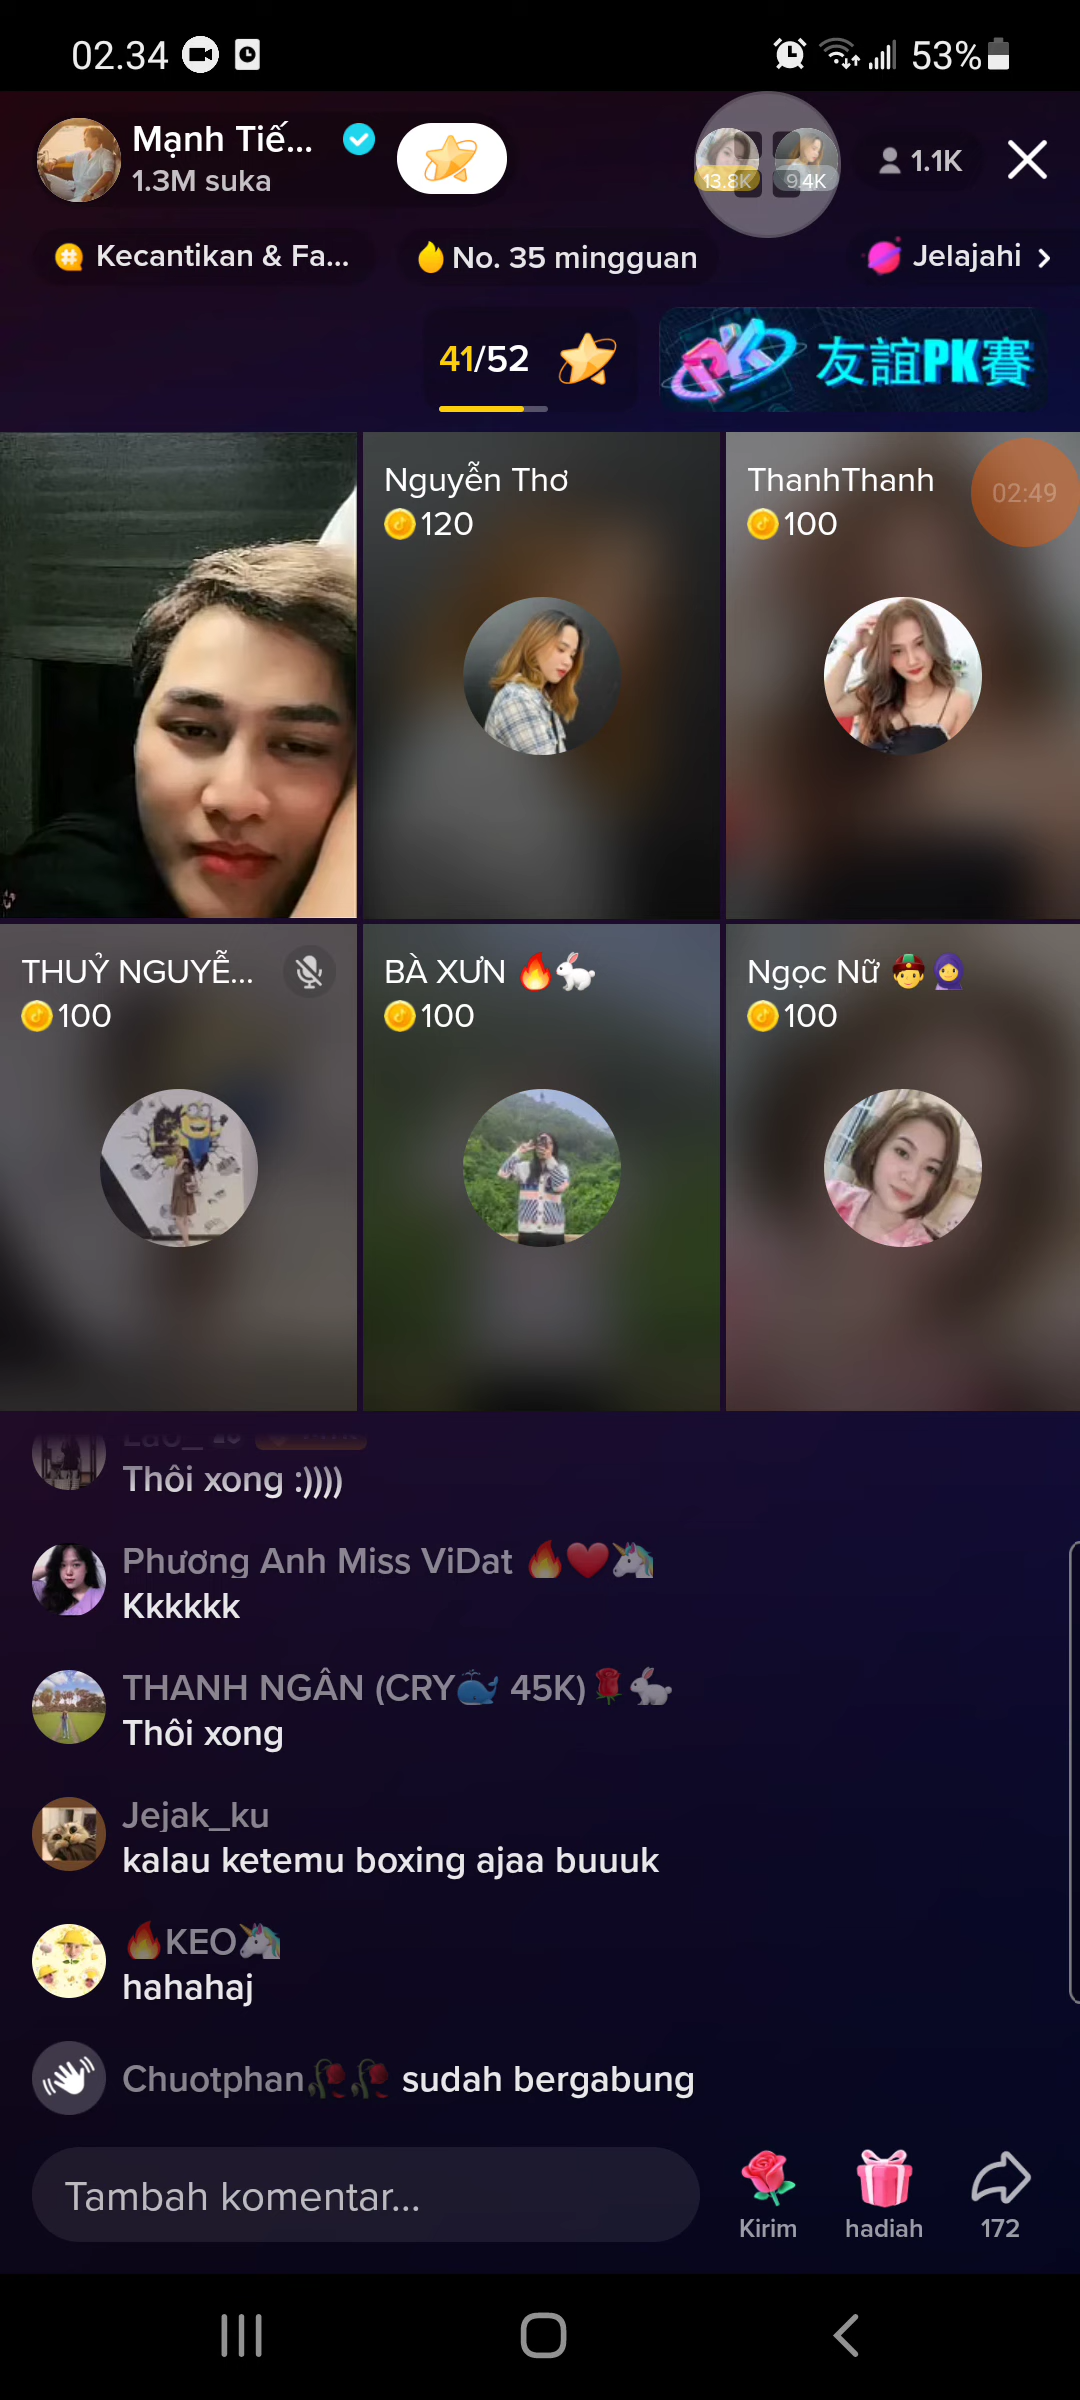 02.34
53%
Mạnh Tiế...
1.3M suka
13.8K
9.4K
1.1K
Kecantikan & Fa...
No. 35 mingguan
Jelajahi
41/52
PK 友誼PK賽
Nguyễn Thơ
120
ThanhThanh
100
02:49
THUỶ NGUYỄ...
100
BÀ XƯN 🔥🐇
100
Ngọc Nữ 👲🧕
100
Thôi xong :))))
Phương Anh Miss ViDat 🔥❤️🦄
Kkkkkk
THANH NGÂN (CRY🐳 45K)🌹🐇
Thôi xong
Jejak_ku
kalau ketemu boxing ajaa buuuk
🔥KEO🦄
hahahaj
Chuotphan🥀🥀 sudah bergabung
Tambah komentar...
Kirim
hadiah
172